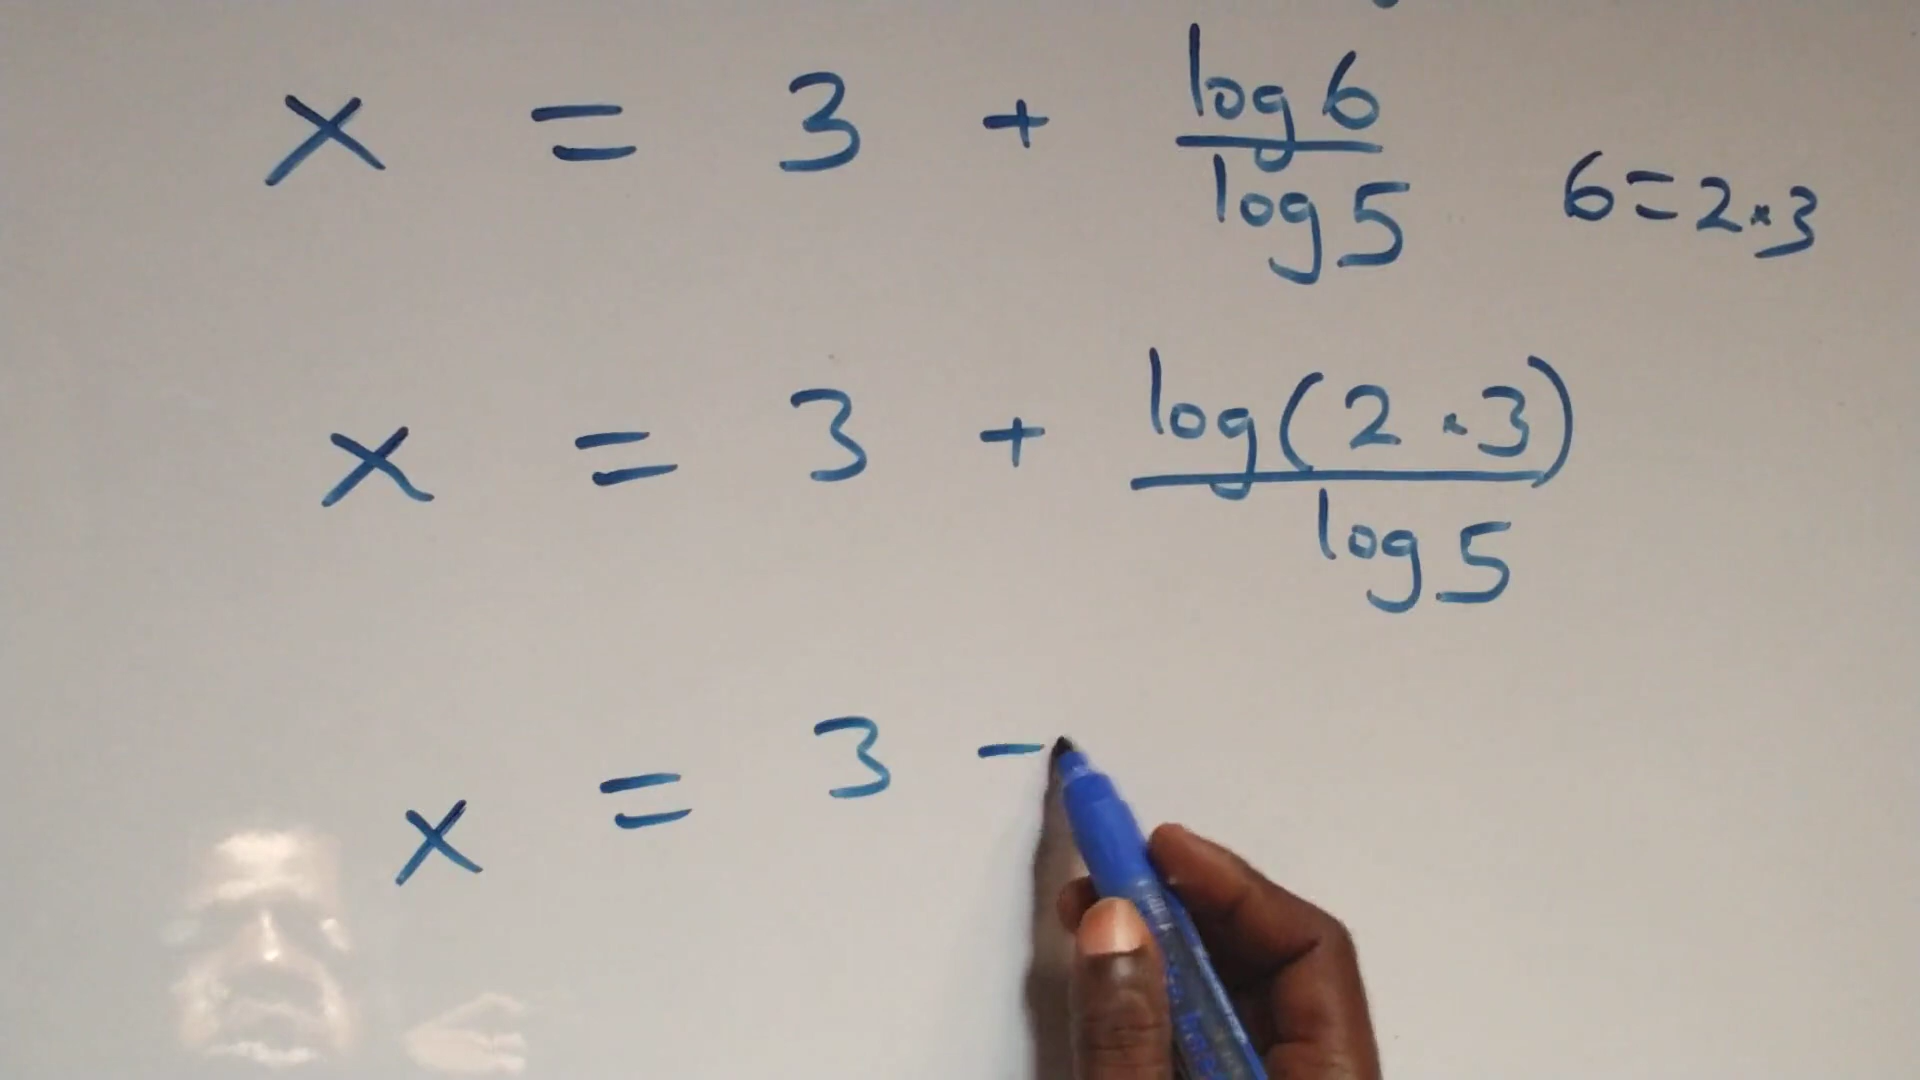 x = 3 + log 6 / log 5
6 = 2 × 3
x = 3 + log(2 × 3) / log 5
x = 3 −